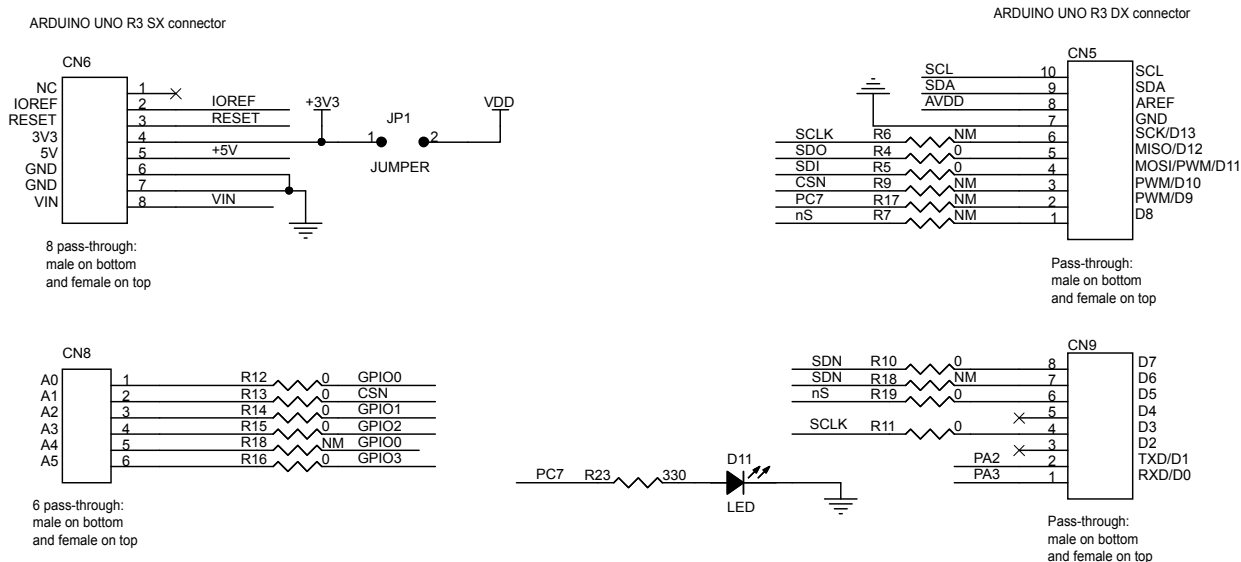 ARDUINO UNO R3 SX connector
CN6
NC 1
IOREF 2 IOREF
RESET 3 RESET
3V3 4
5V 5 +5V
GND 6
GND 7
VIN 8 VIN
+3V3
JP1
1 2
JUMPER
VDD
8 pass-through:
male on bottom
and female on top
ARDUINO UNO R3 DX connector
CN5
SCL 10 SCL
SDA 9 SDA
AVDD 8 AREF
7 GND
SCLK R6 NM 6 SCK/D13
SDO R4 0 5 MISO/D12
SDI R5 0 4 MOSI/PWM/D11
CSN R9 NM 3 PWM/D10
PC7 R17 NM 2 PWM/D9
nS R7 NM 1 D8
Pass-through:
male on bottom
and female on top
CN8
A0 1 R12 0 GPIO0
A1 2 R13 0 CSN
A2 3 R14 0 GPIO1
A3 4 R15 0 GPIO2
A4 5 R18 NM GPIO0
A5 6 R16 0 GPIO3
6 pass-through:
male on bottom
and female on top
PC7 R23 330
D11
LED
CN9
SDN R10 0 8 D7
SDN R18 NM 7 D6
nS R19 0 6 D5
5 D4
SCLK R11 0 4 D3
3 D2
PA2 2 TXD/D1
PA3 1 RXD/D0
Pass-through:
male on bottom
and female on top